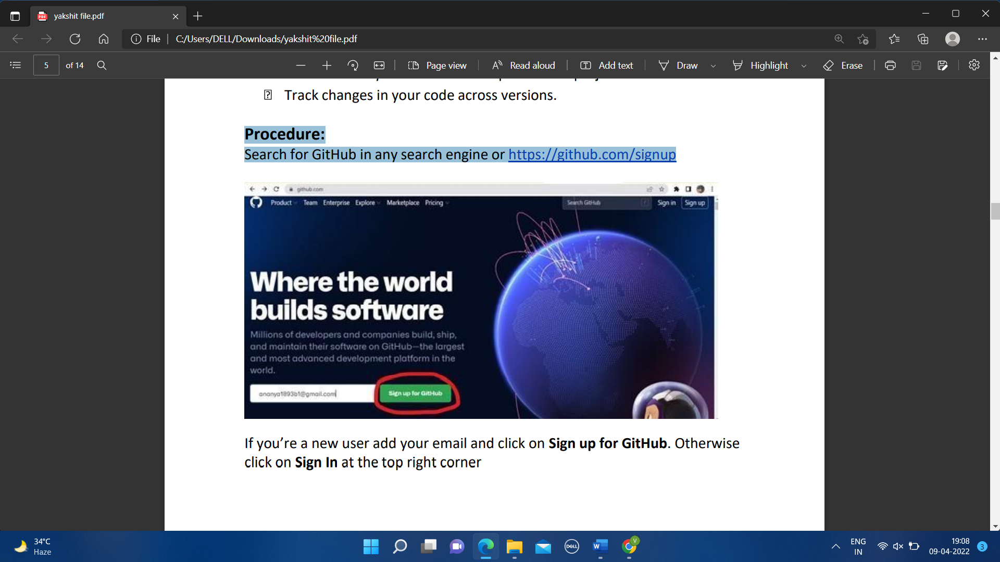 yakshit file.pdf
File
C:/Users/DELL/Downloads/yakshit%20file.pdf
5 of 14
Page view
Read aloud
Add text
Draw
Highlight
Erase
Track changes in your code across versions.
Procedure:
Search for GitHub in any search engine or https://github.com/signup
github.com
Product Team Enterprise Explore Marketplace Pricing Search GitHub Sign in Sign up
Where the world
builds software
Millions of developers and companies build, ship,
and maintain their software on GitHub—the largest
and most advanced development platform in the
world.
ananya1893b1@gmail.com Sign up for GitHub
If you’re a new user add your email and click on Sign up for GitHub. Otherwise
click on Sign In at the top right corner
34°C
Haze
DELL
W
V
ENG
IN
19:08
09-04-2022
3